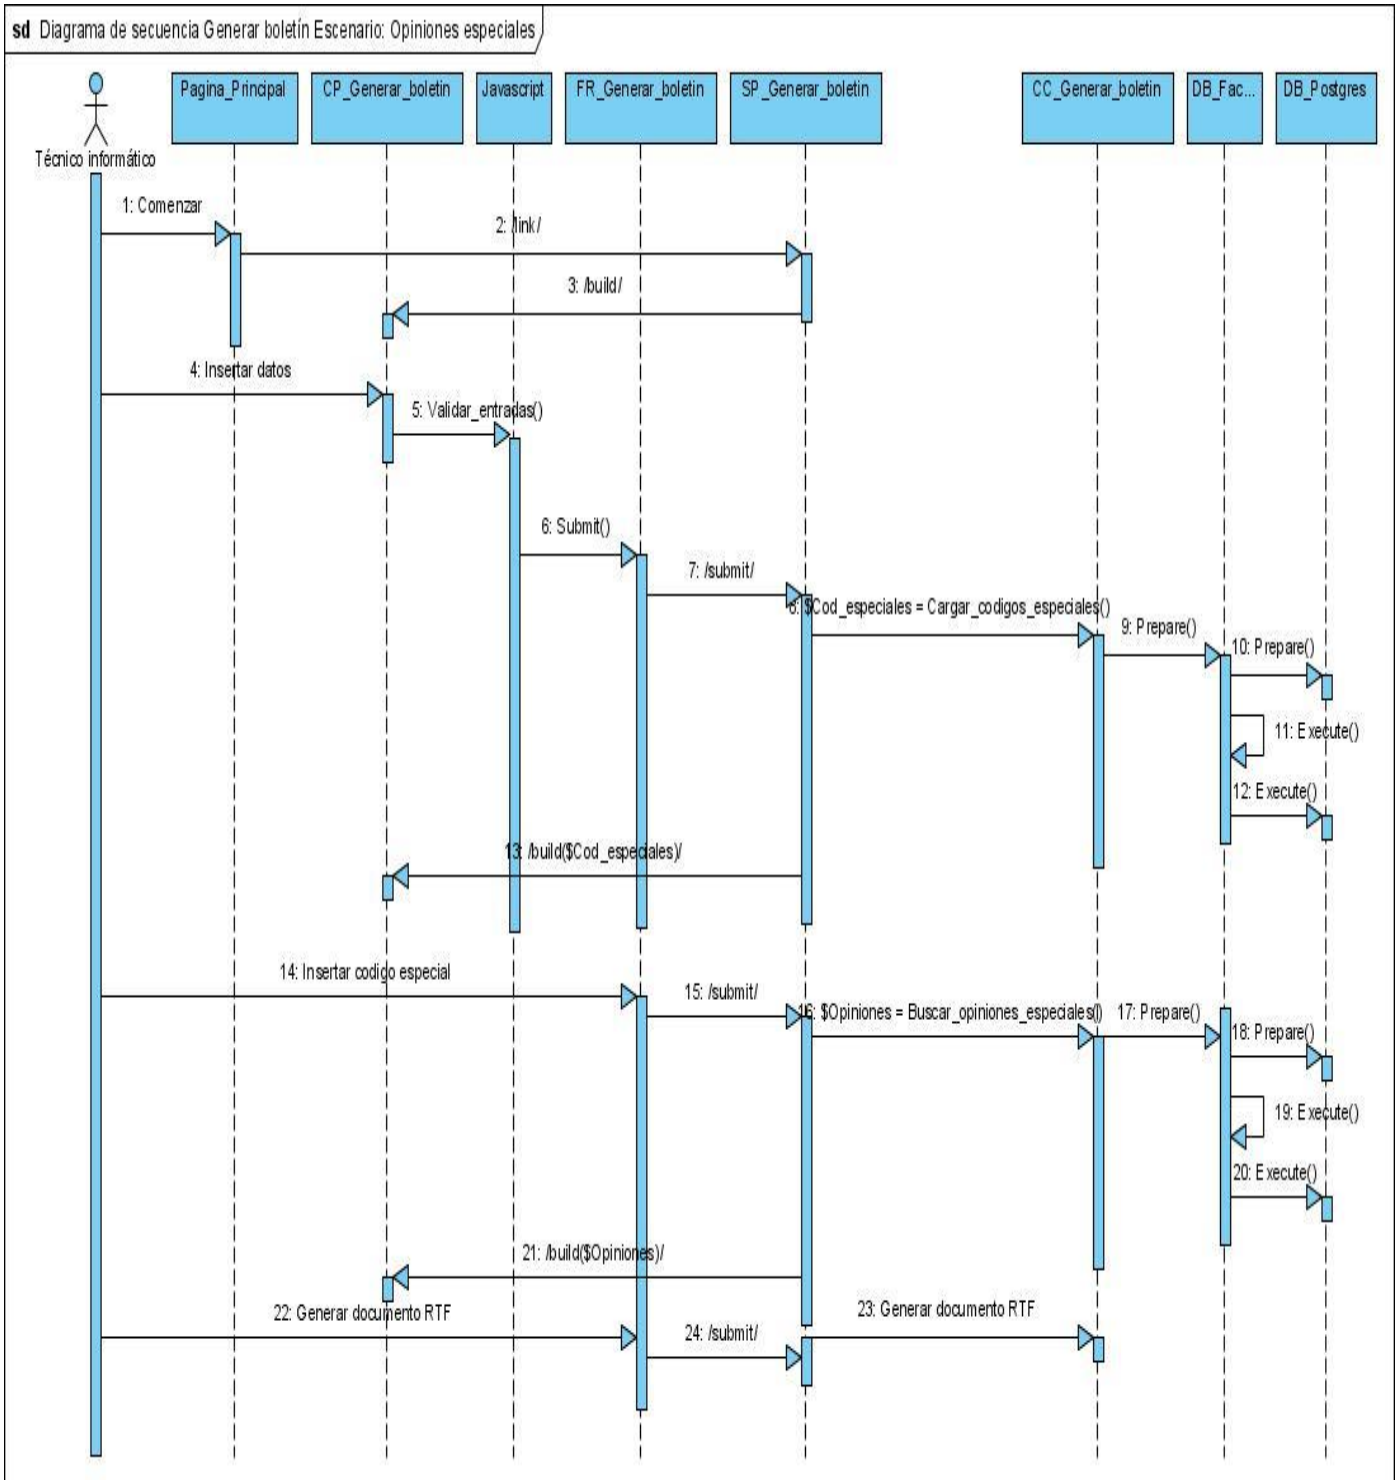 sd Diagrama de secuencia Generar boletín Escenario: Opiniones especiales
Pagina_Principal
CP_Generar_boletin
Javascript
FR_Generar_boletin
SP_Generar_boletin
CC_Generar_boletin
DB_Fac...
DB_Postgres
Técnico informático
1: Comenzar
2: /link/
3: /build/
4: Insertar datos
5: Validar_entradas()
6: Submit()
7: /submit/
8: $Cod_especiales = Cargar_codigos_especiales()
9: Prepare()
10: Prepare()
11: Execute()
12: Execute()
13: /build($Cod_especiales)/
14: Insertar codigo especial
15: /submit/
16: $Opiniones = Buscar_opiniones_especiales()
17: Prepare()
18: Prepare()
19: Execute()
20: Execute()
21: /build($Opiniones)/
22: Generar documento RTF
23: Generar documento RTF
24: /submit/